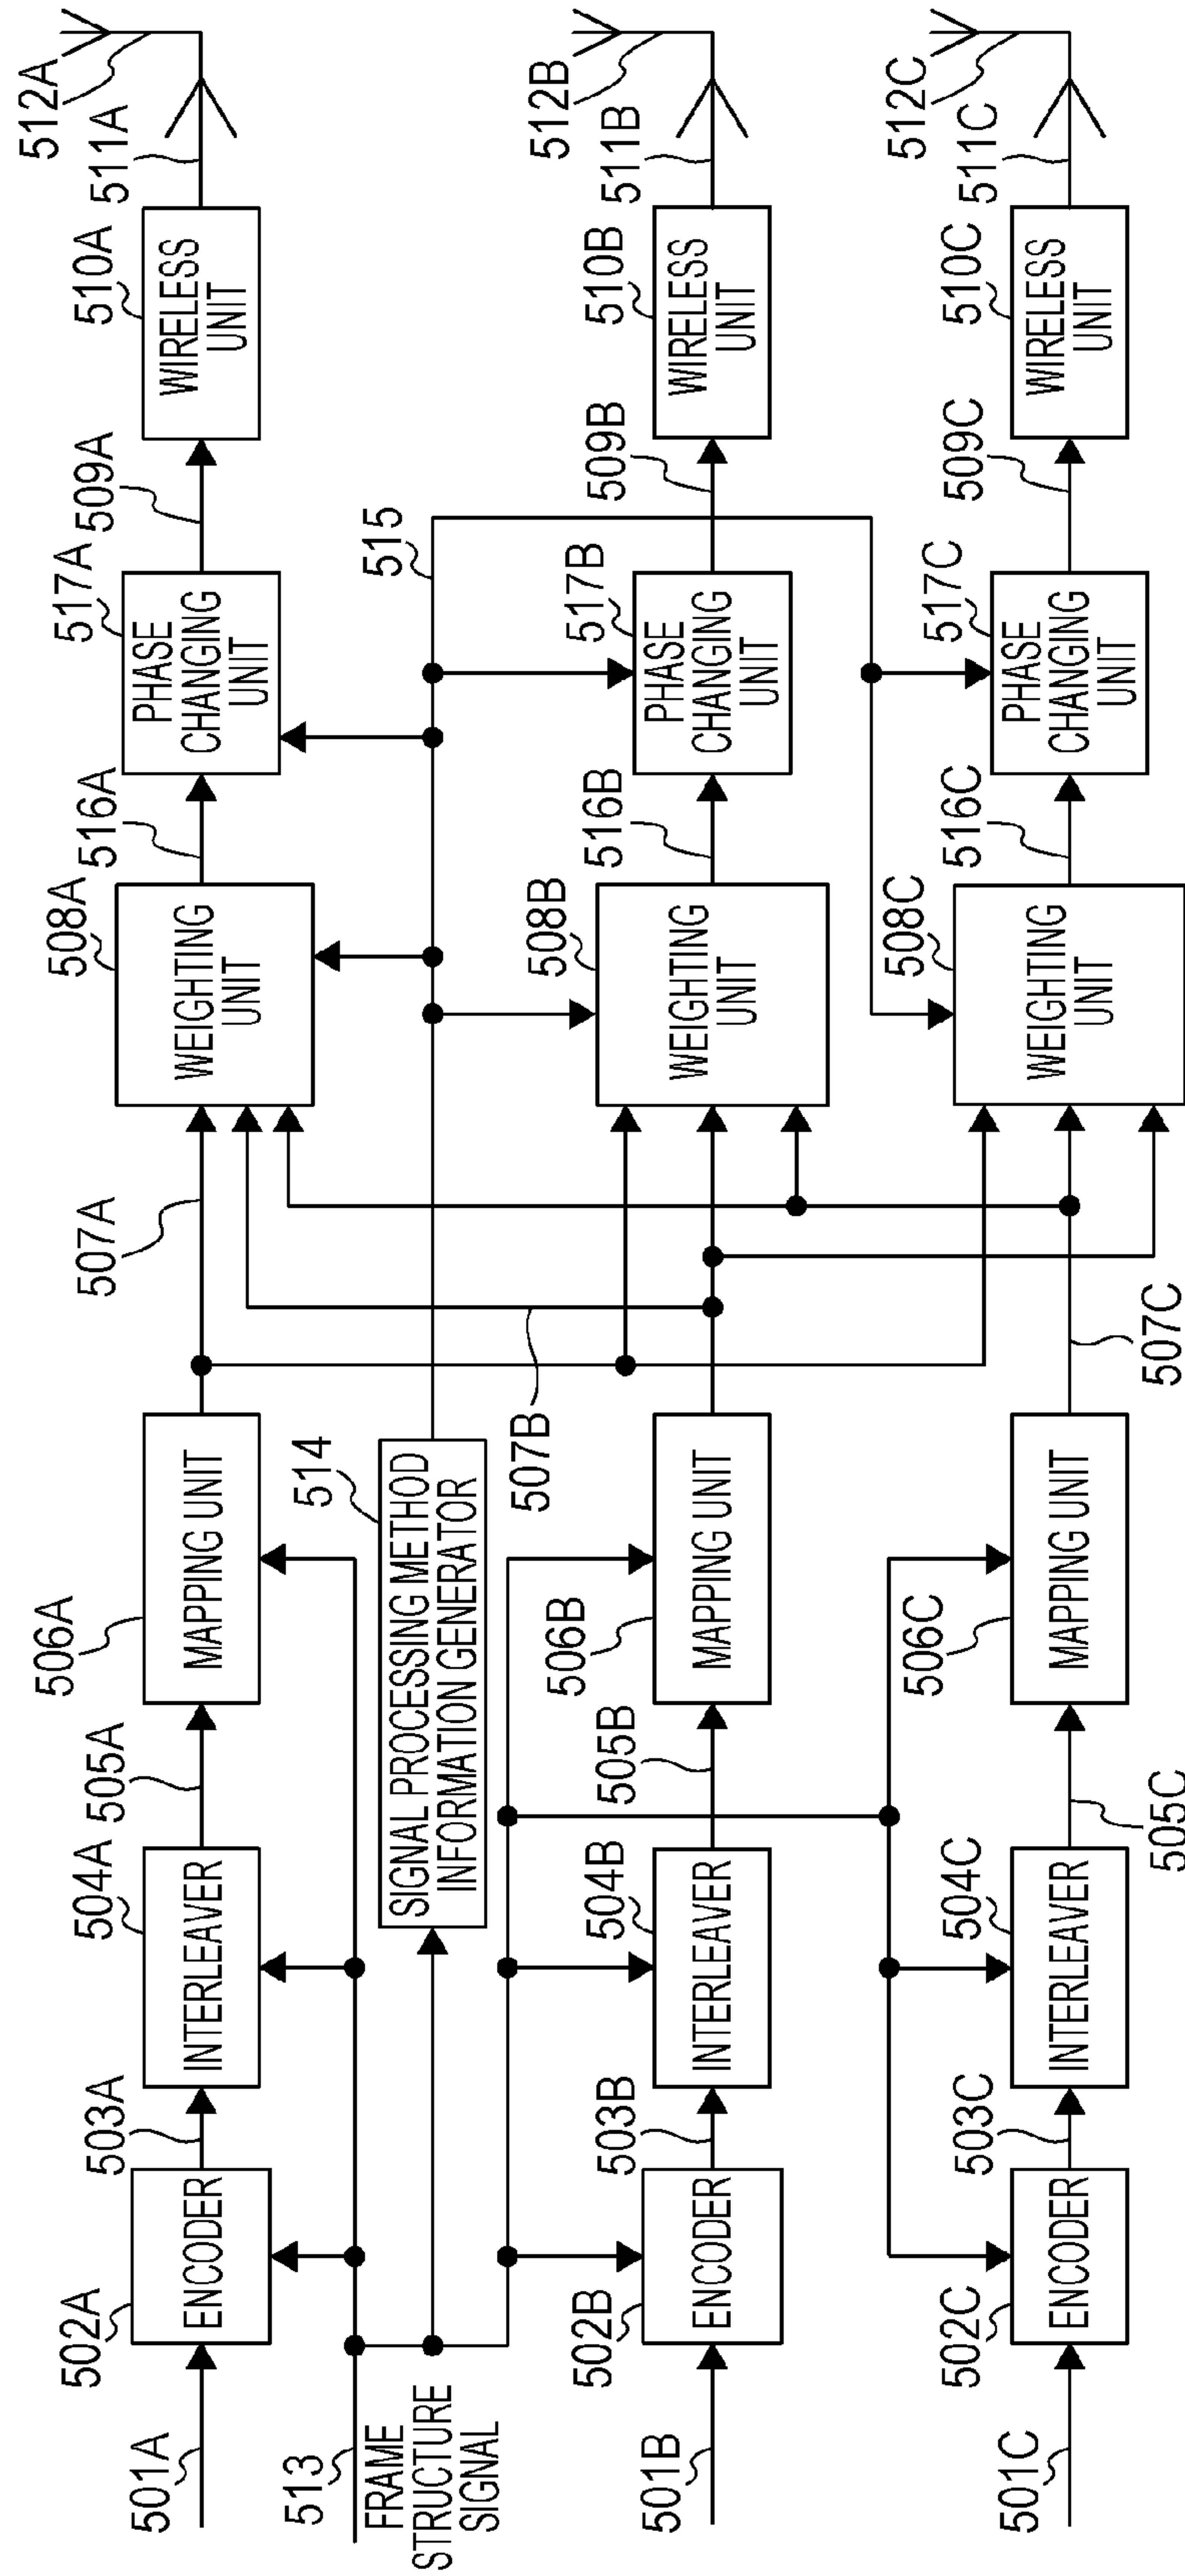 501A
502A
ENCODER
503A
504A
INTERLEAVER
505A
506A
MAPPING UNIT
507A
508A
WEIGHTING
UNIT
516A
517A
PHASE
CHANGING
UNIT
509A
510A
WIRELESS
UNIT
511A
512A
513
FRAME
STRUCTURE
SIGNAL
514
SIGNAL PROCESSING METHOD
INFORMATION GENERATOR
515
501B
502B
ENCODER
503B
504B
INTERLEAVER
505B
506B
MAPPING UNIT
507B
508B
WEIGHTING
UNIT
516B
517B
PHASE
CHANGING
UNIT
509B
510B
WIRELESS
UNIT
511B
512B
501C
502C
ENCODER
503C
504C
INTERLEAVER
505C
506C
MAPPING UNIT
507C
508C
WEIGHTING
UNIT
516C
517C
PHASE
CHANGING
UNIT
509C
510C
WIRELESS
UNIT
511C
512C